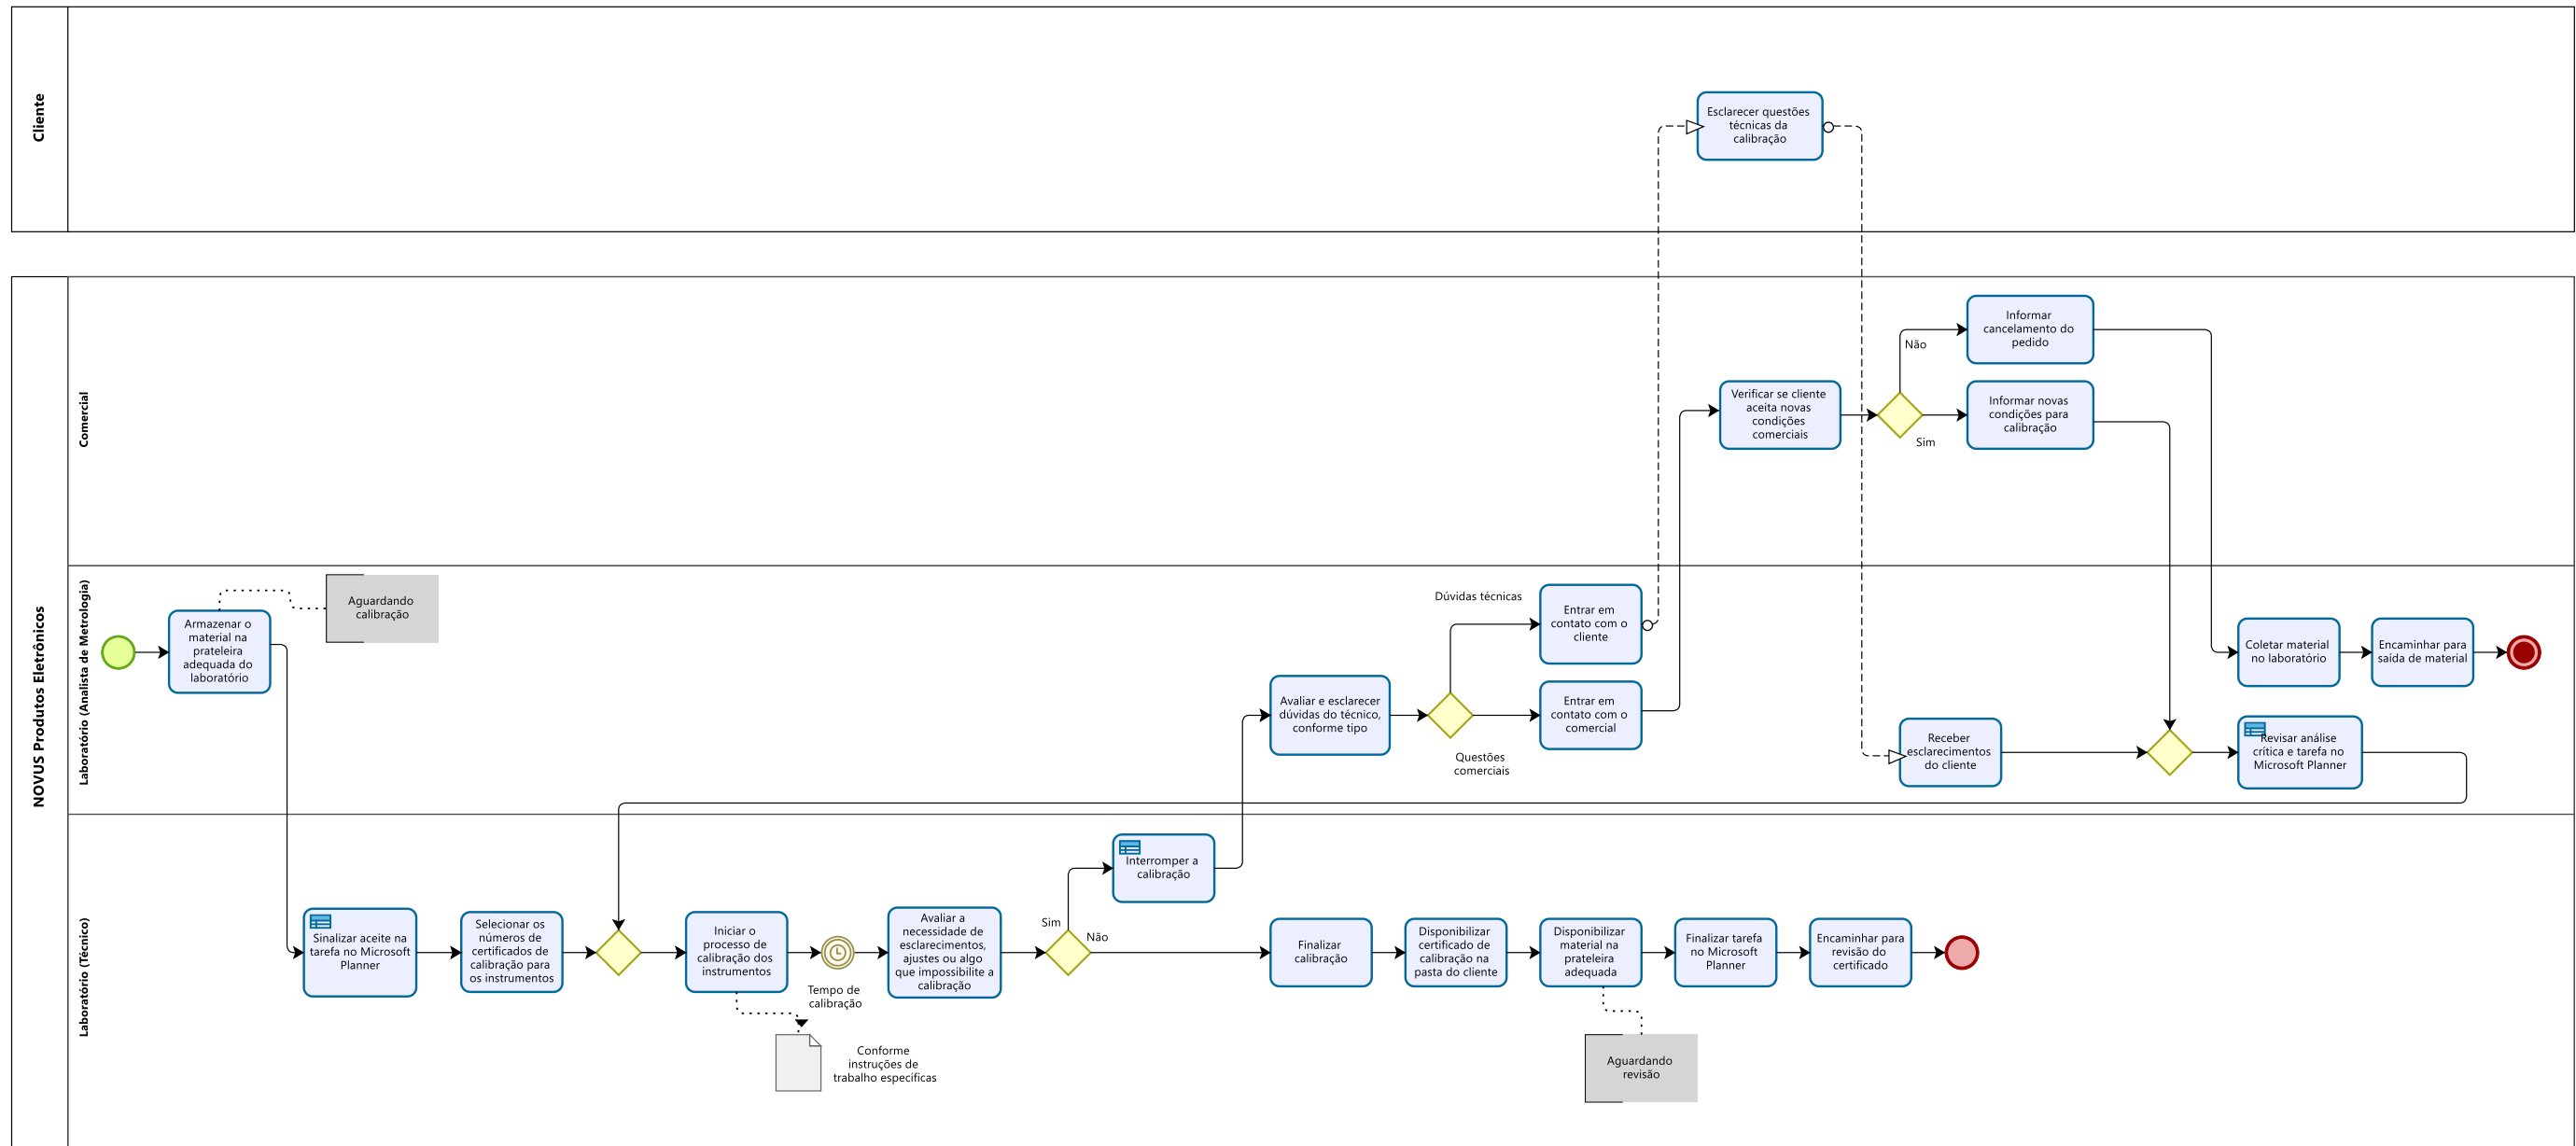 Cliente
Esclarecer questões
técnicas da
calibração
NOVUS Produtos Eletrônicos
Comercial
Informar
cancelamento do
pedido
Não
Verificar se cliente
aceita novas
condições
comerciais
Informar novas
condições para
calibração
Sim
Laboratório (Analista de Metrologia)
Armazenar o
material na
prateleira
adequada do
laboratório
Aguardando
calibração
Avaliar e esclarecer
dúvidas do técnico,
conforme tipo
Dúvidas técnicas
Entrar em
contato com o
cliente
Entrar em
contato com o
comercial
Questões
comerciais
Receber
esclarecimentos
do cliente
Coletar material
no laboratório
Encaminhar para
saída de material
Revisar análise
crítica e tarefa no
Microsoft Planner
Laboratório (Técnico)
Sinalizar aceite na
tarefa no Microsoft
Planner
Selecionar os
números de
certificados de
calibração para
os instrumentos
Iniciar o
processo de
calibração dos
instrumentos
Tempo de
calibração
Conforme
instruções de
trabalho específicas
Avaliar a
necessidade de
esclarecimentos,
ajustes ou algo
que impossibilite a
calibração
Sim
Não
Interromper a
calibração
Finalizar
calibração
Disponibilizar
certificado de
calibração na
pasta do cliente
Disponibilizar
material na
prateleira
adequada
Aguardando
revisão
Finalizar tarefa
no Microsoft
Planner
Encaminhar para
revisão do
certificado